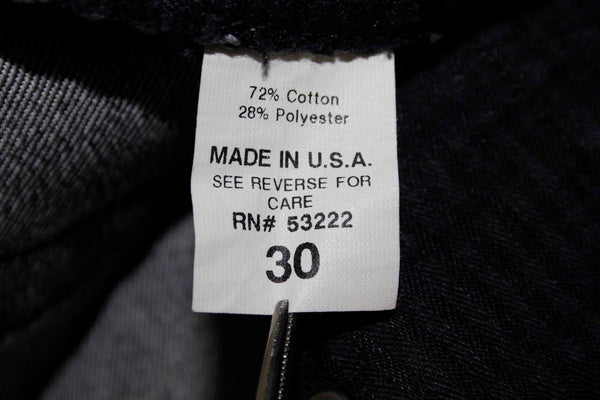 72% Cotton
28% Polyester
MADE IN U.S.A.
SEE REVERSE FOR
CARE
RN# 53222
30